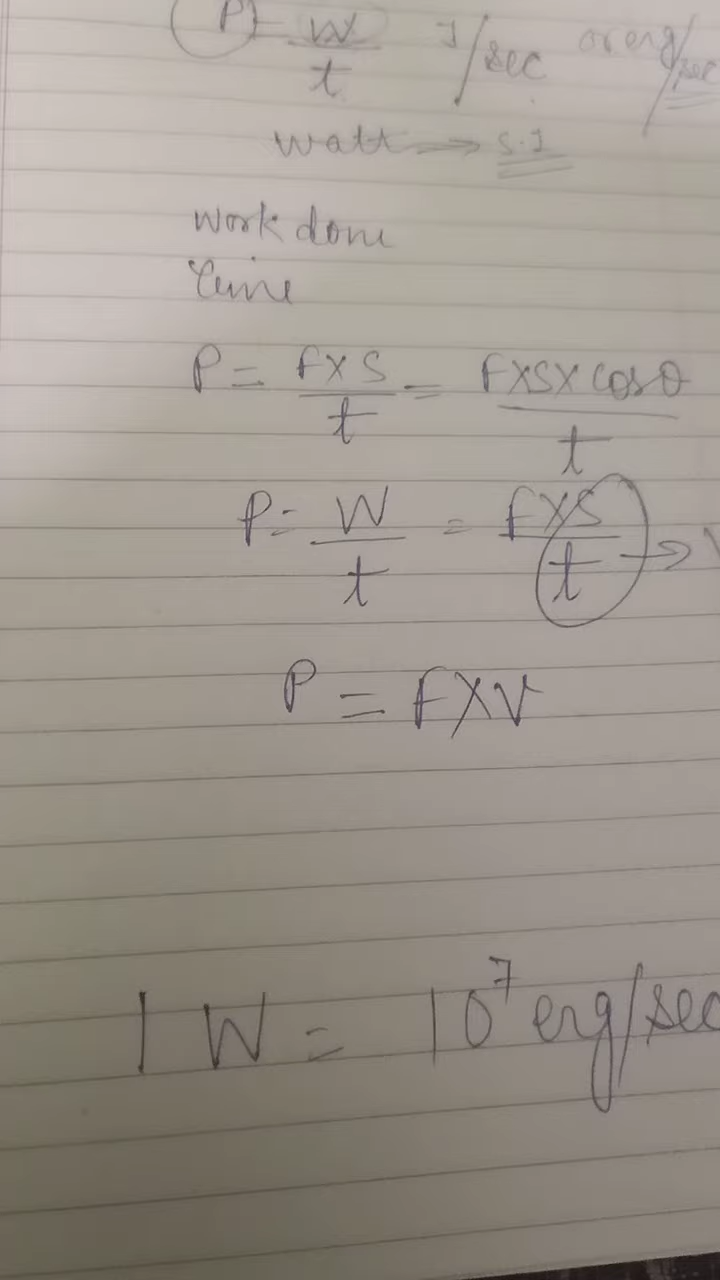 P = W/t J/sec or erg/sec
watt → S.I
work done
time
P = F×S/t = F×S×cosθ/t
P = W/t = F×S/t → V
P = F×V
1 W = 10⁷ erg/sec